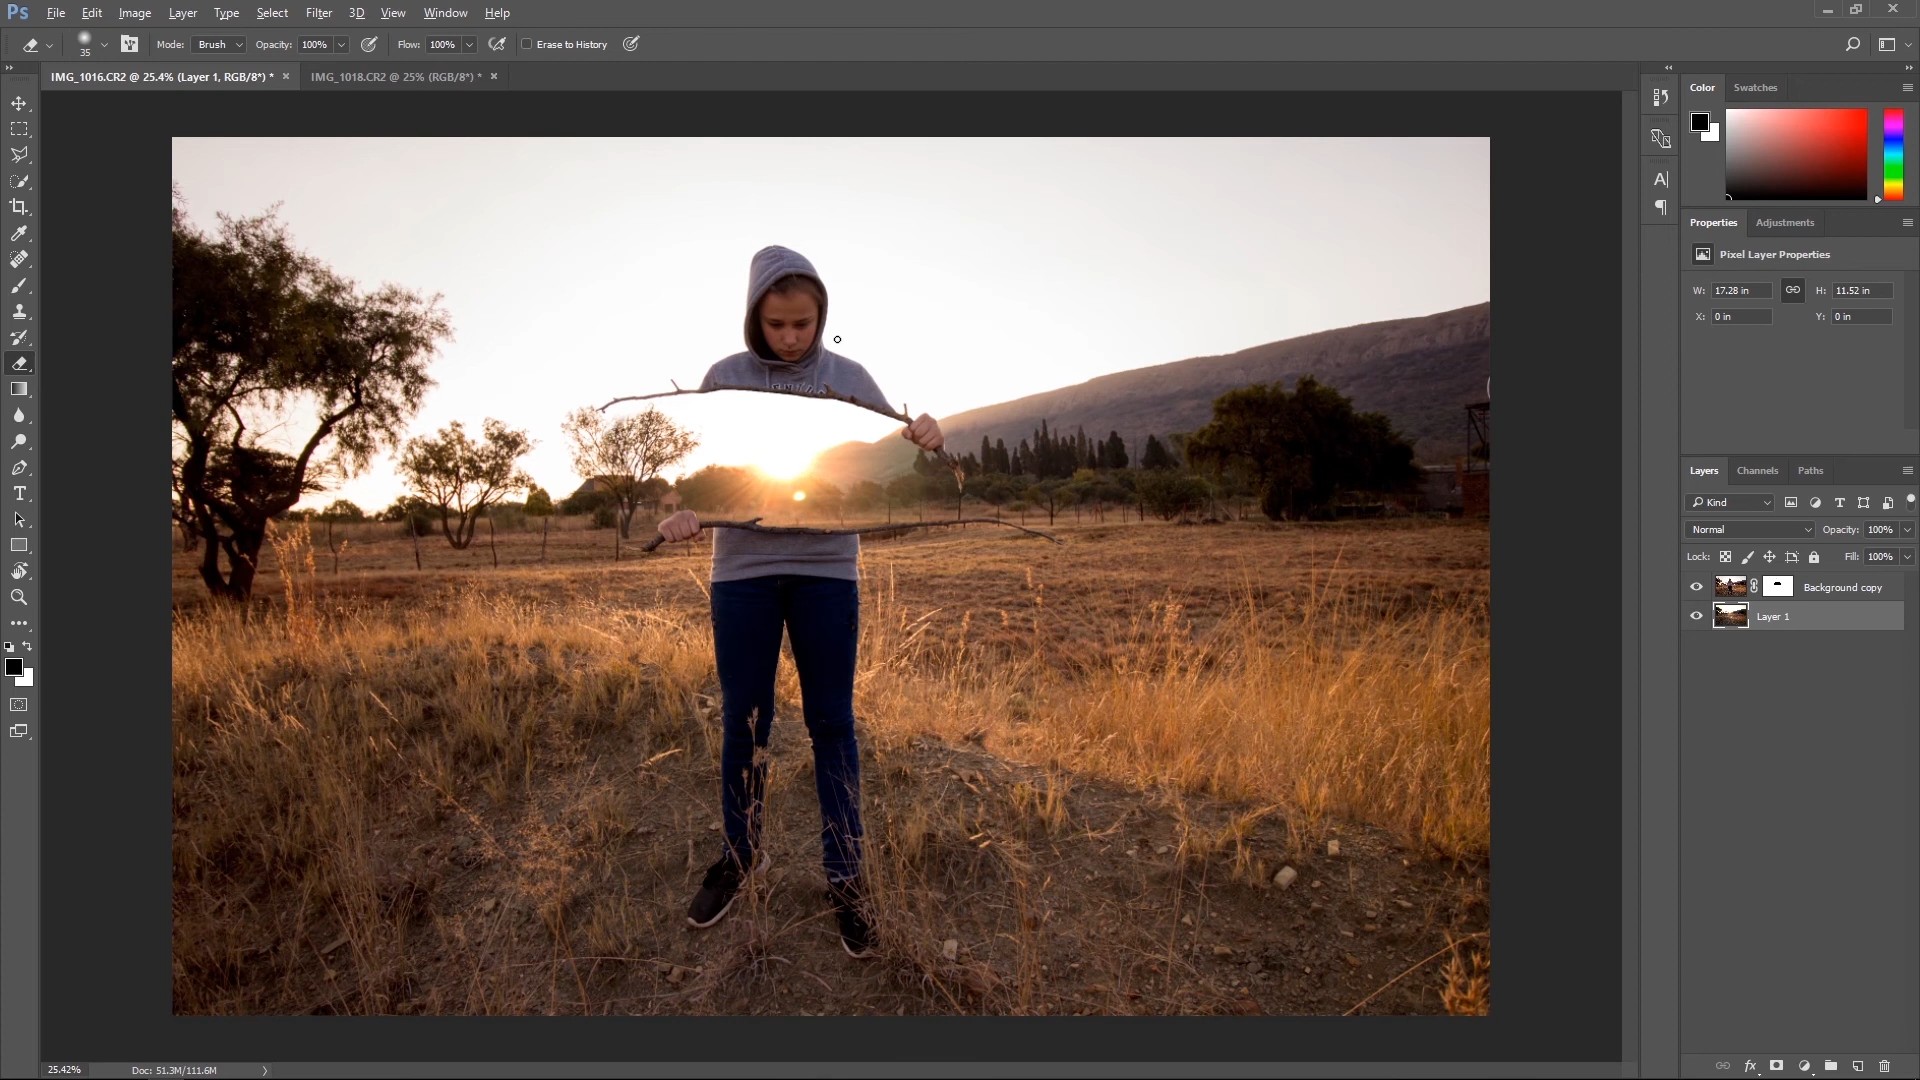 Ps File Edit Image Layer Type Select Filter 3D View Window Help
35 Mode: Brush Opacity: 100% Flow: 100% Erase to History
IMG_1016.CR2 @ 25.4% (Layer 1, RGB/8*) * × IMG_1018.CR2 @ 25% (RGB/8*) * ×
Color Swatches
Properties Adjustments
Pixel Layer Properties
W: 17.28 in H: 11.52 in
X: 0 in Y: 0 in
Layers Channels Paths
Kind
Normal Opacity: 100%
Lock: Fill: 100%
Background copy
Layer 1
25.42% Doc: 51.3M/111.6M